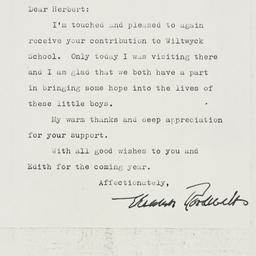 Dear Herbert:
I'm touched and pleased to again
receive your contribution to Wiltwyck
School. Only today I was visiting there
and I am glad that we both have a part
in bringing some hope into the lives of
these little boys.
My warm thanks and deep appreciation
for your support.
With all good wishes to you and
Edith for the coming year.
Affectionately,
Eleanor Roosevelt